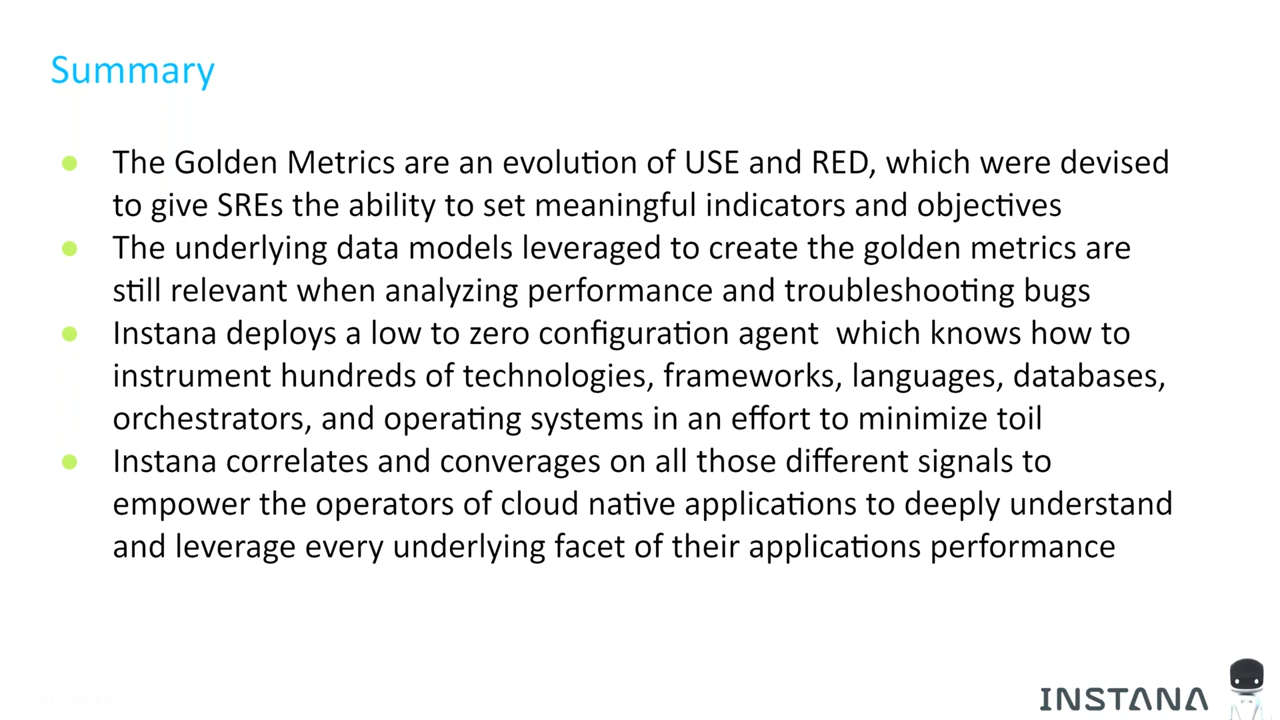 Summary
The Golden Metrics are an evolution of USE and RED, which were devised
to give SREs the ability to set meaningful indicators and objectives
The underlying data models leveraged to create the golden metrics are
still relevant when analyzing performance and troubleshooting bugs
Instana deploys a low to zero configuration agent  which knows how to
instrument hundreds of technologies, frameworks, languages, databases,
orchestrators, and operating systems in an effort to minimize toil
Instana correlates and converages on all those different signals to
empower the operators of cloud native applications to deeply understand
and leverage every underlying facet of their applications performance
INSTANA